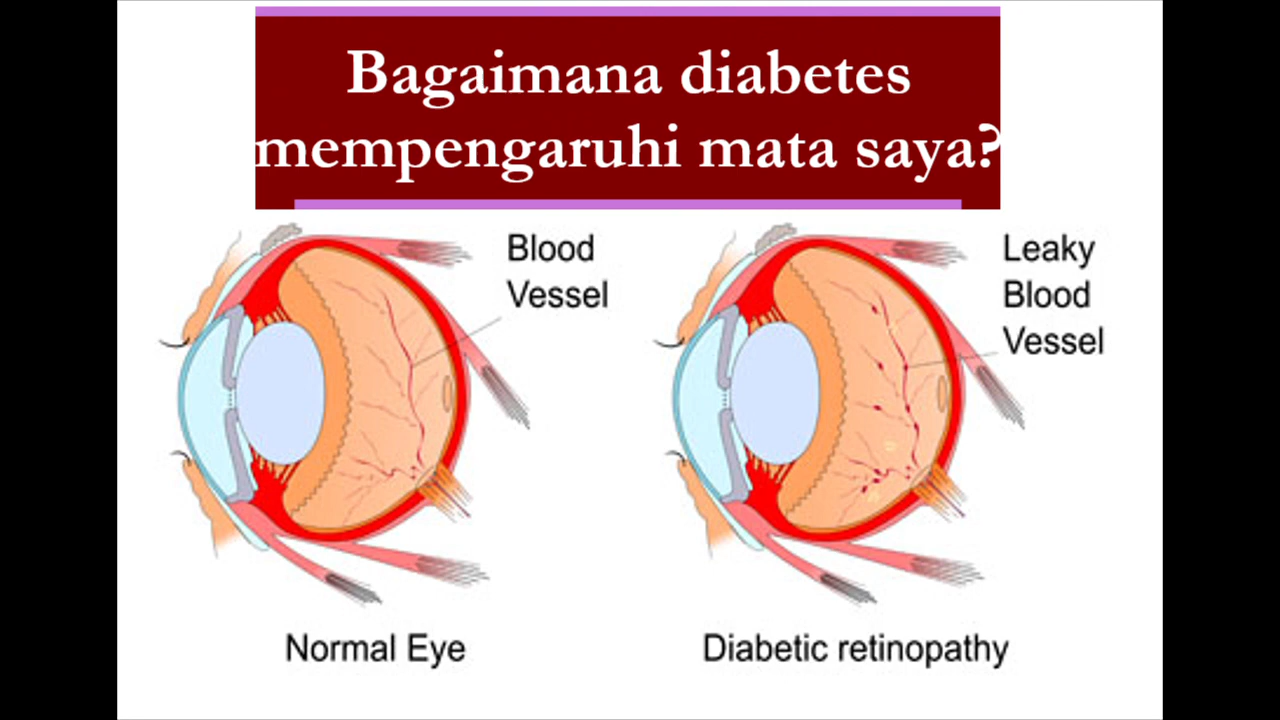 Bagaimana diabetes
mempengaruhi mata saya?
Blood
Vessel
Leaky
Blood
Vessel
Normal Eye
Diabetic retinopathy